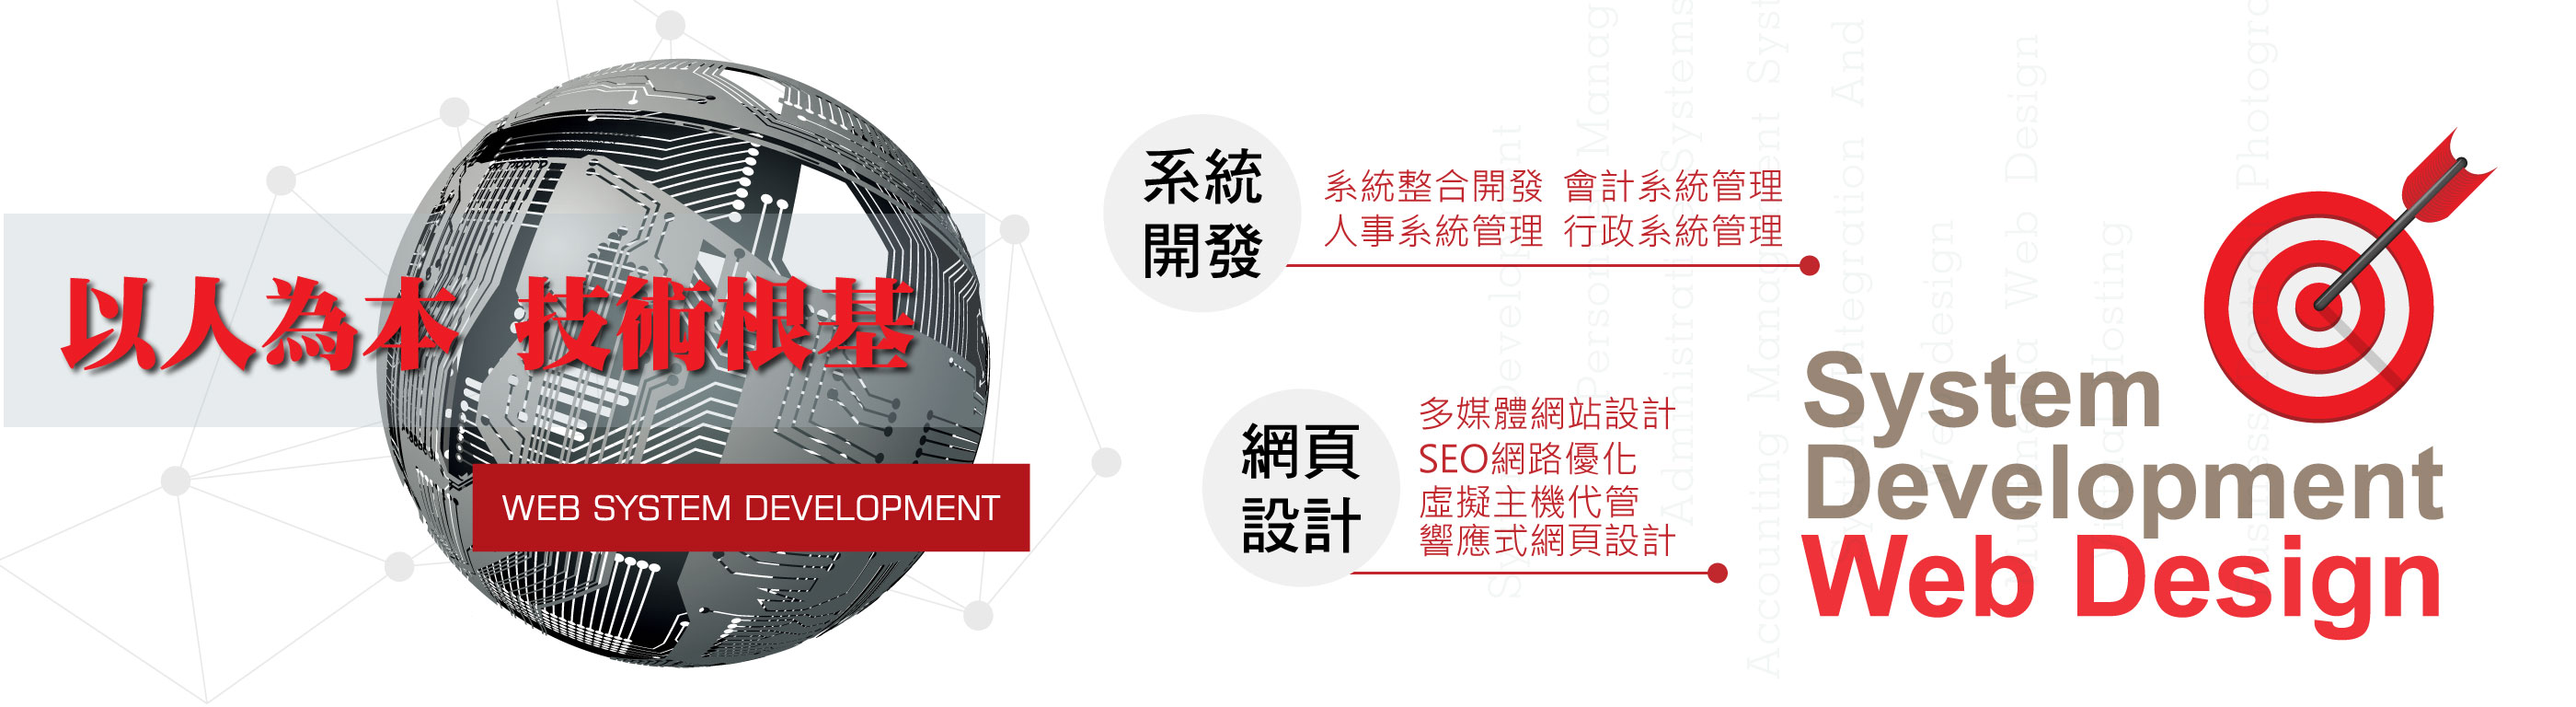 以人為本 技術根基
WEB SYSTEM DEVELOPMENT
系統
開發
系統整合開發 會計系統管理
人事系統管理 行政系統管理
網頁
設計
多媒體網站設計
SEO網路優化
虛擬主機代管
響應式網頁設計
System
Development
Web Design